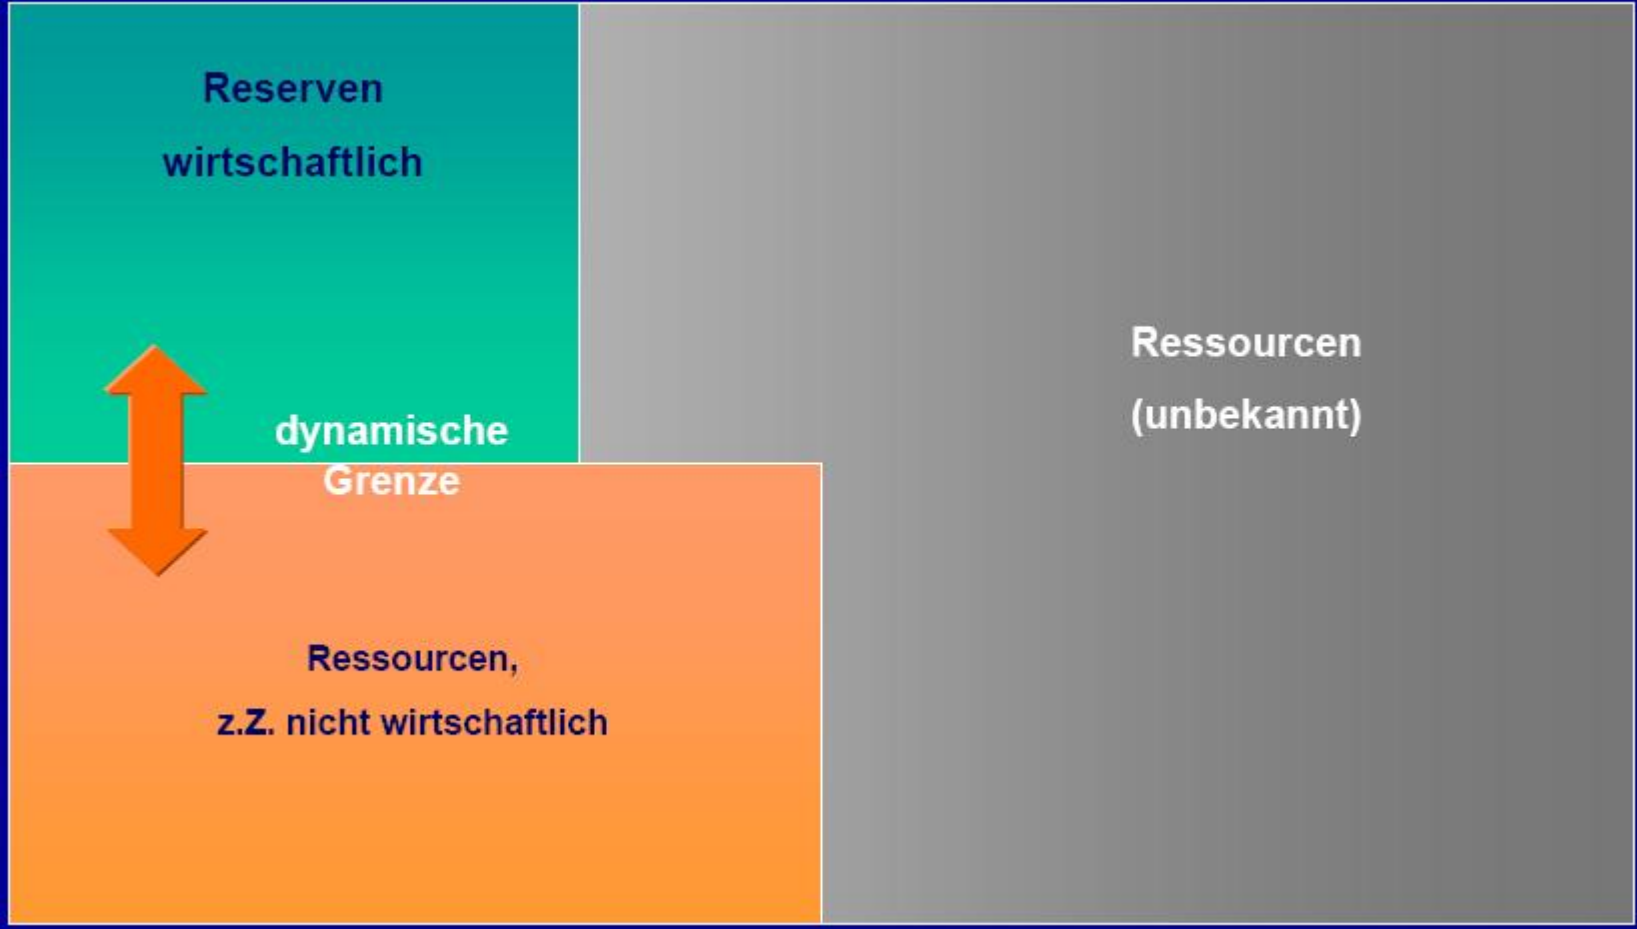 Reserven
wirtschaftlich
dynamische
Grenze
Ressourcen,
z.Z. nicht wirtschaftlich
Ressourcen
(unbekannt)